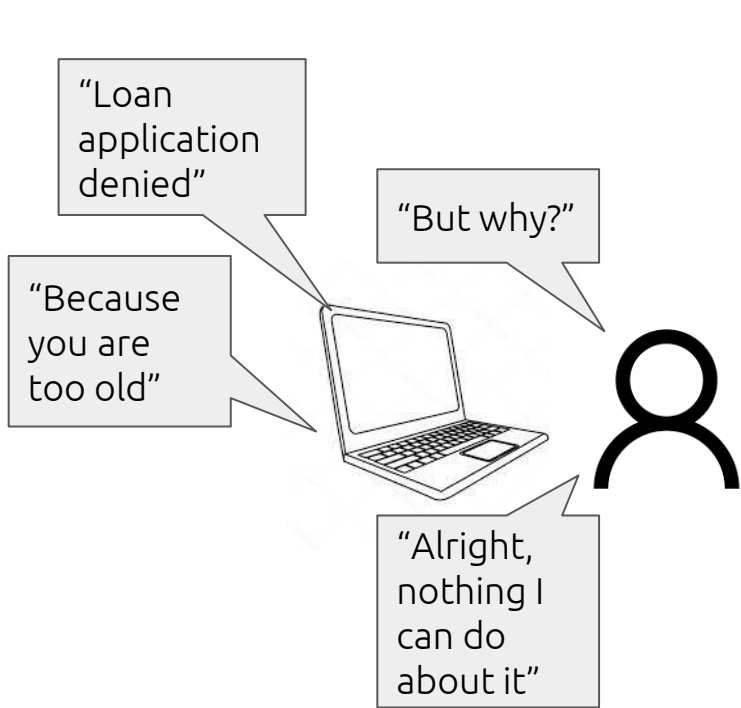 “Loan
application
denied”
“But why?”
“Because
you are
too old”
“Alright,
nothing I
can do
about it”